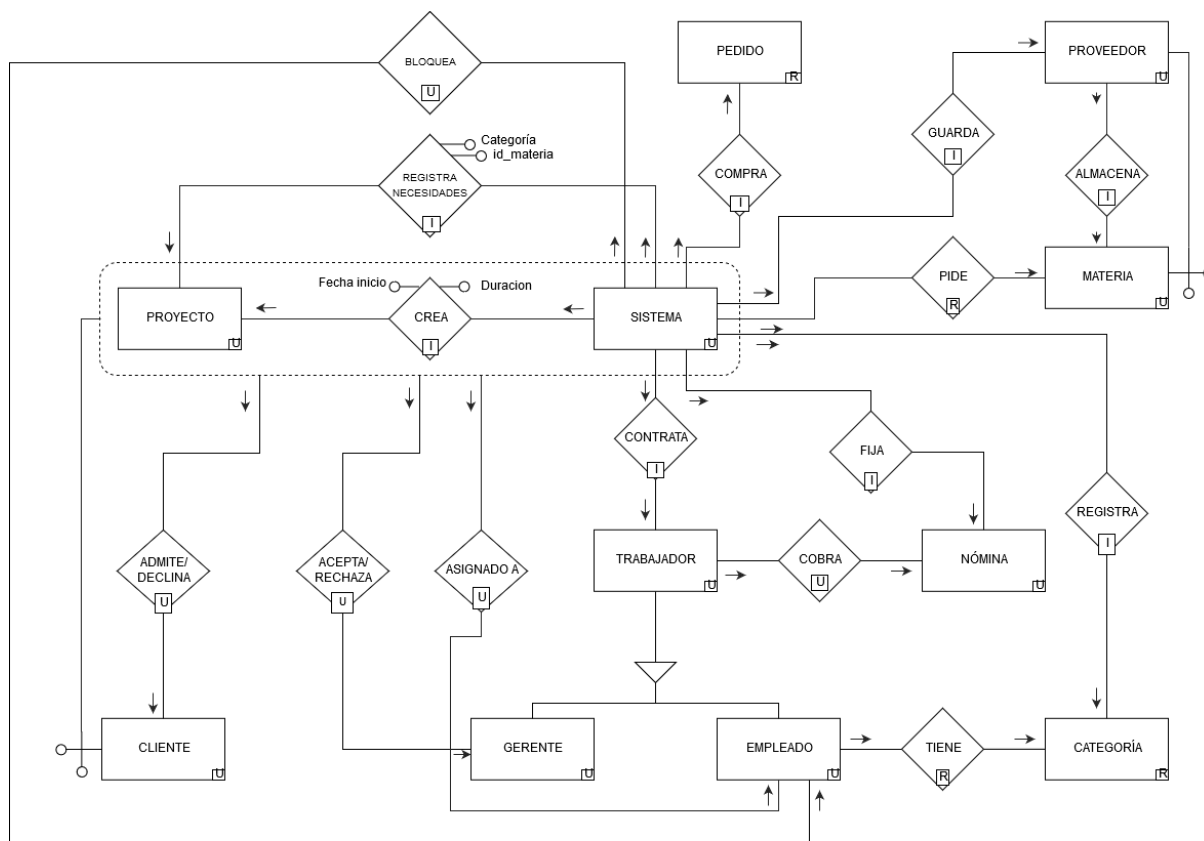 BLOQUEA
U
PEDIDO
R
PROVEEDOR
U
Categoría
id_materia
REGISTRA
NECESIDADES
I
COMPRA
I
GUARDA
I
ALMACENA
I
Fecha inicio
Duracion
PROYECTO
U
CREA
I
SISTEMA
U
PIDE
R
MATERIA
U
CONTRATA
I
FIJA
I
REGISTRA
I
ADMITE/
DECLINA
U
ACEPTA/
RECHAZA
U
ASIGNADO A
U
TRABAJADOR
U
COBRA
U
NÓMINA
U
CLIENTE
U
GERENTE
U
EMPLEADO
U
TIENE
R
CATEGORÍA
R